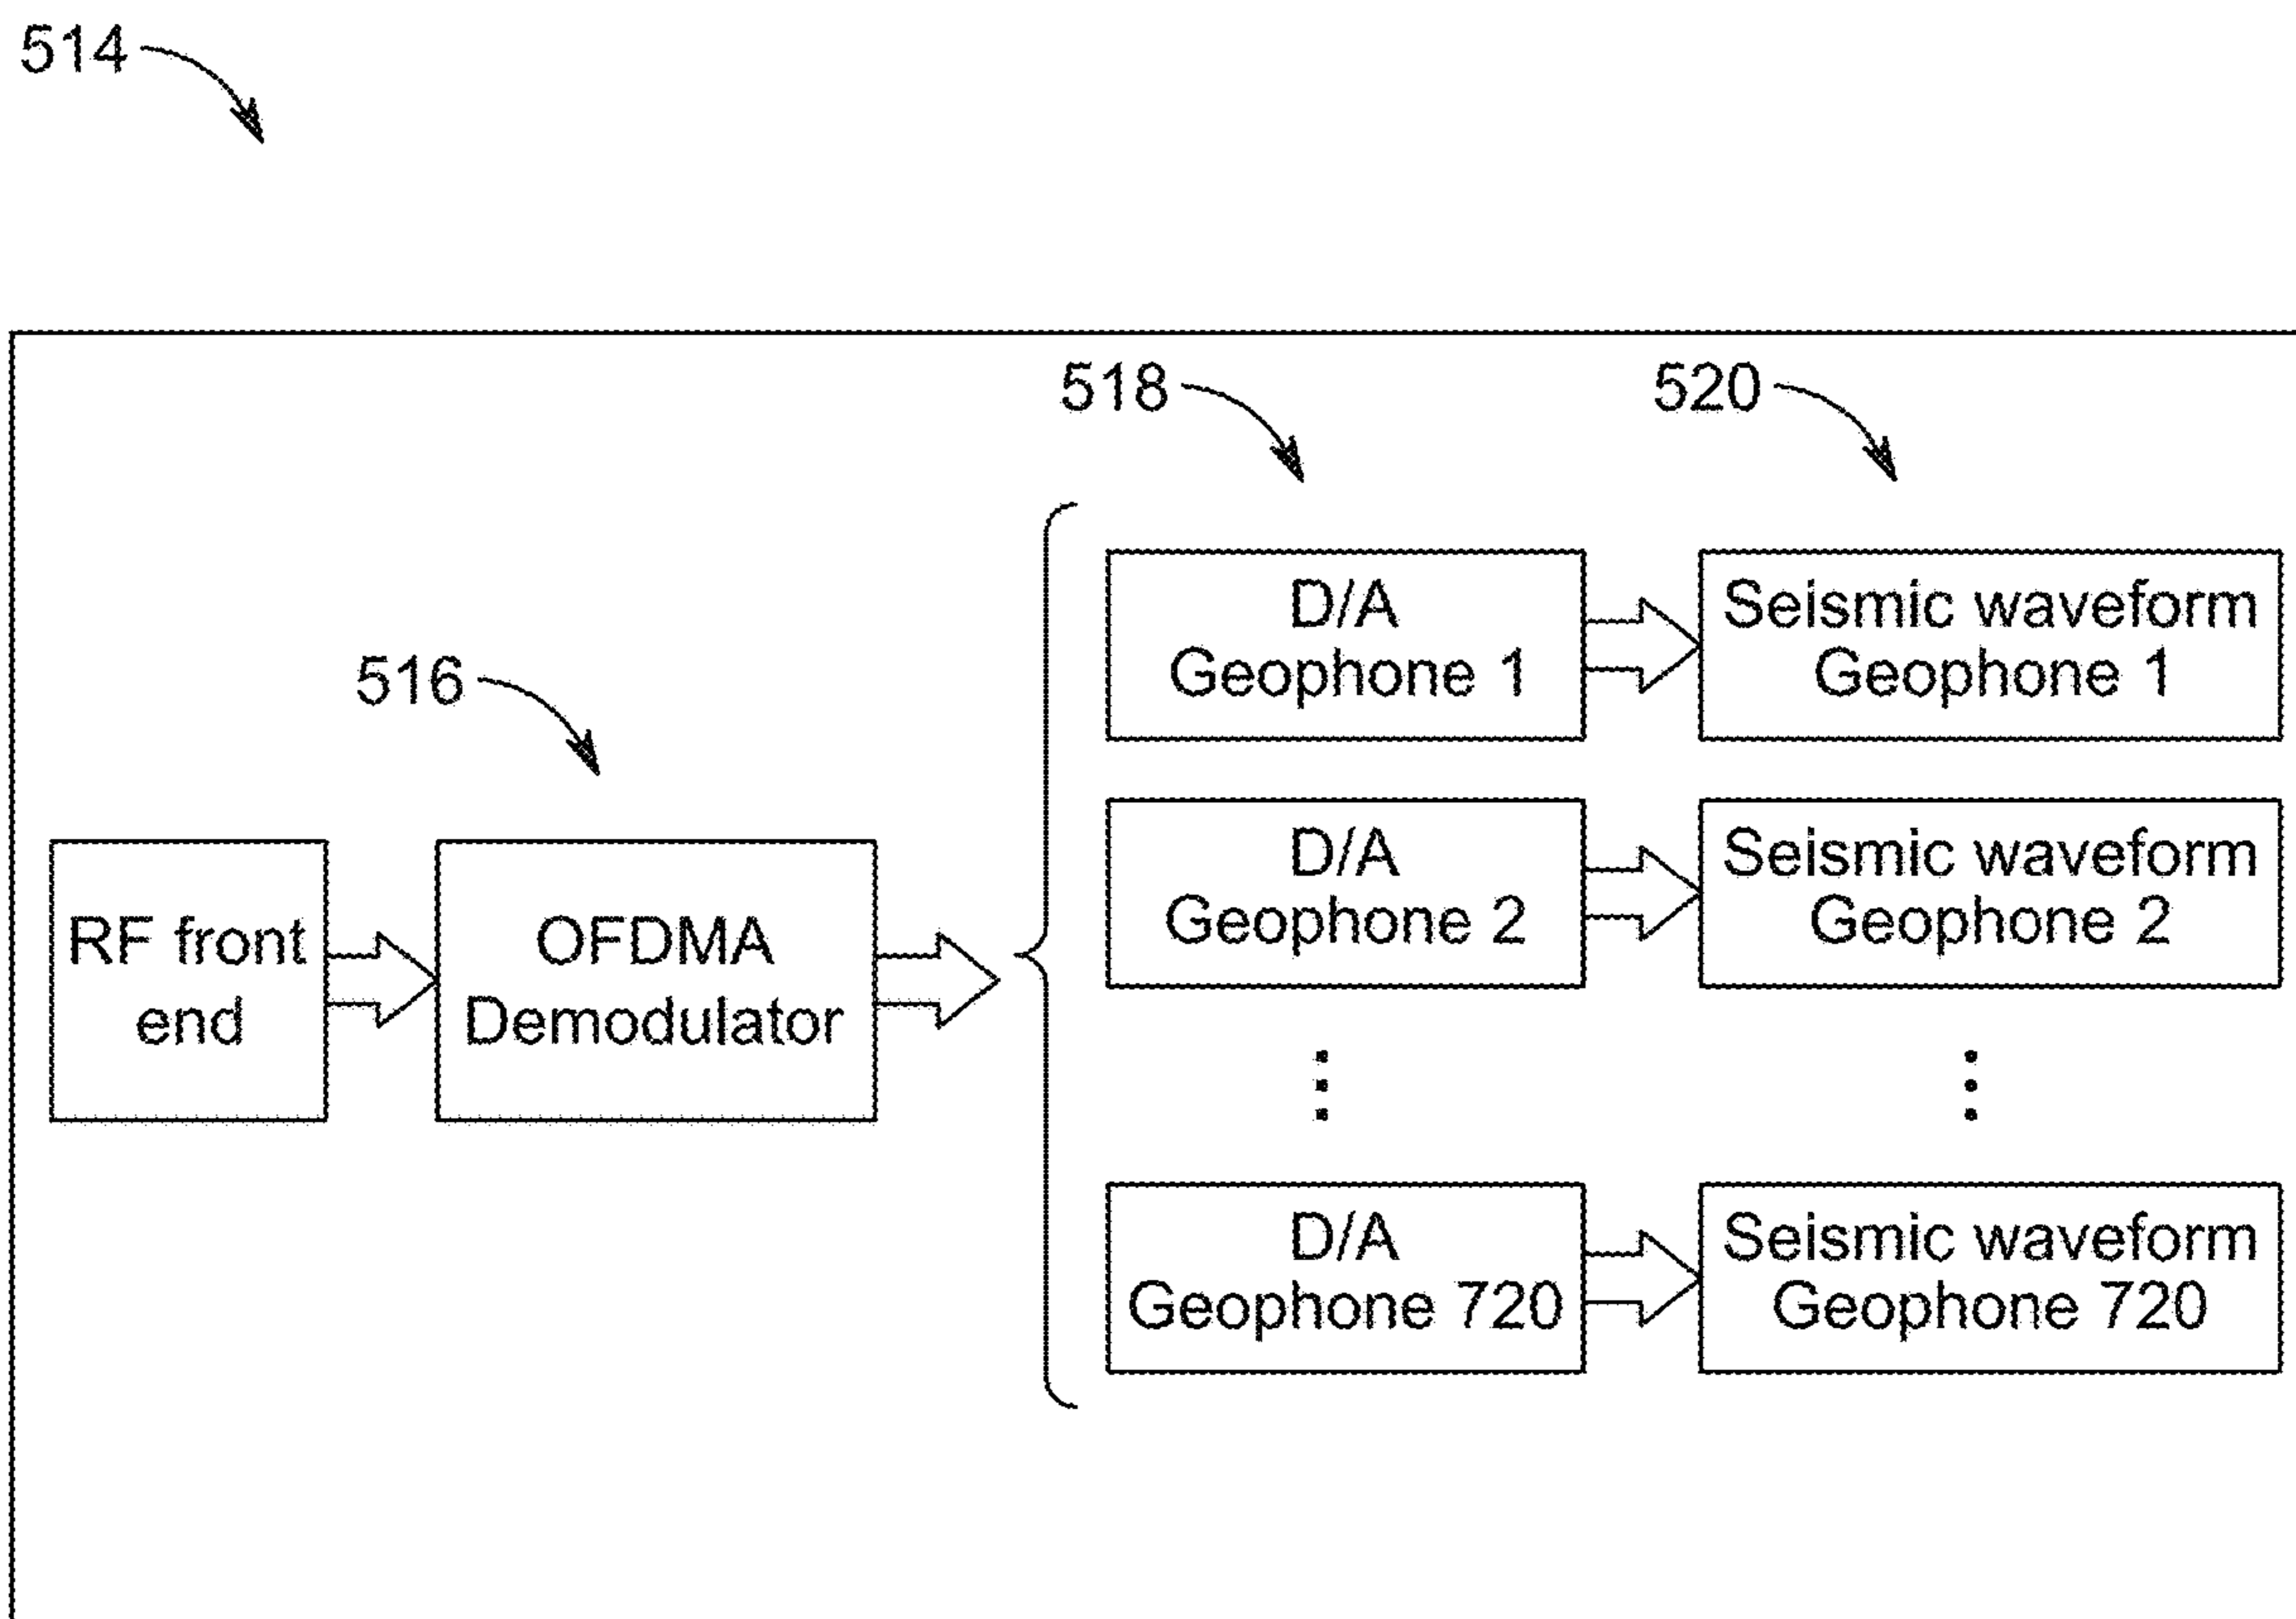 514
518
520
516
RF front
end
OFDMA
Demodulator
D/A
Geophone 1
Seismic waveform
Geophone 1
D/A
Geophone 2
Seismic waveform
Geophone 2
D/A
Geophone 720
Seismic waveform
Geophone 720